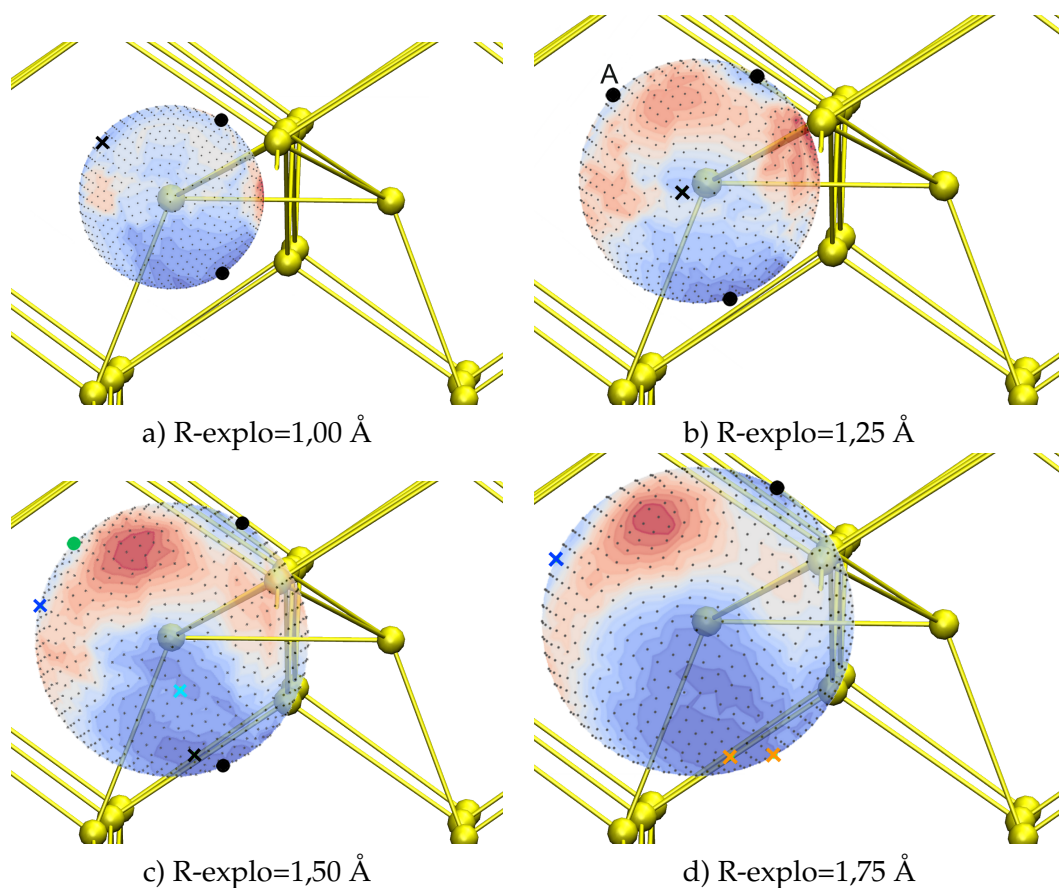 A
a) R-explo=1,00 Å
b) R-explo=1,25 Å
c) R-explo=1,50 Å
d) R-explo=1,75 Å